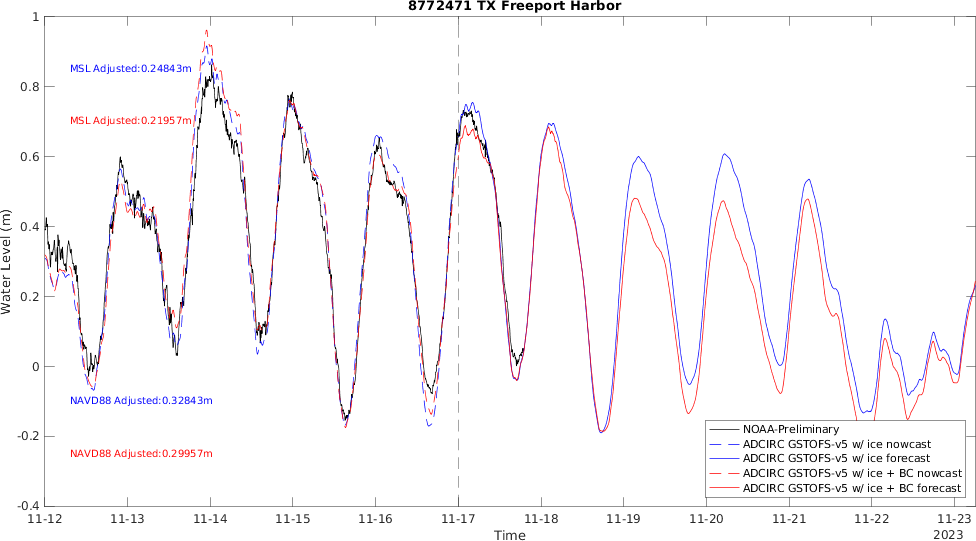 8772471 TX Freeport Harbor
1
0.8
0.6
0.4
0.2
0
-0.2
-0.4
Water Level (m)
MSL Adjusted:0.24843m
MSL Adjusted:0.21957m
NAVD88 Adjusted:0.32843m
NAVD88 Adjusted:0.29957m
NOAA-Preliminary
ADCIRC GSTOFS-v5 w/ ice nowcast
ADCIRC GSTOFS-v5 w/ ice forecast
ADCIRC GSTOFS-v5 w/ ice + BC nowcast
ADCIRC GSTOFS-v5 w/ ice + BC forecast
11-12 11-13 11-14 11-15 11-16 11-17 11-18 11-19 11-20 11-21 11-22 11-23
Time 2023